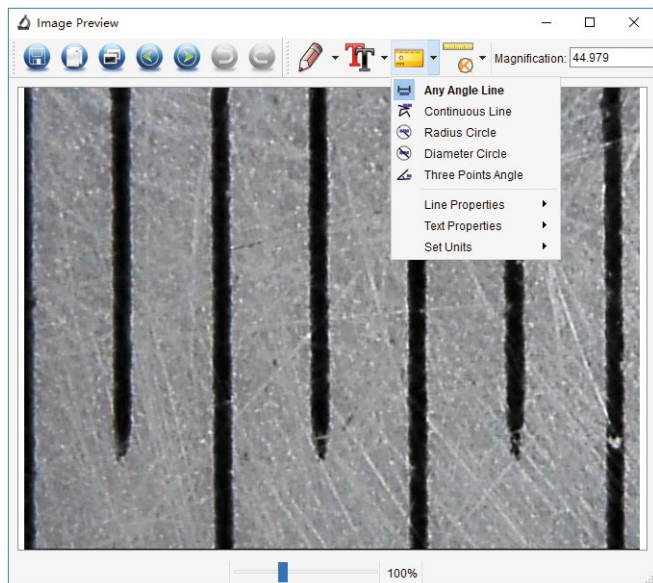 Image Preview
Magnification: 44.979
Any Angle Line
Continuous Line
Radius Circle
Diameter Circle
Three Points Angle
Line Properties
Text Properties
Set Units
100%